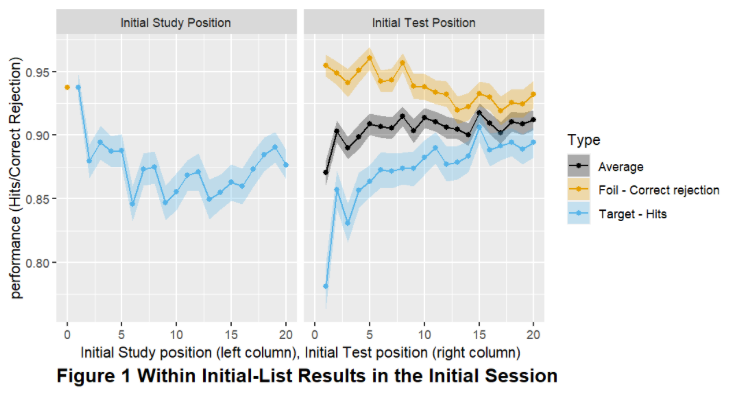 Initial Study Position
Initial Test Position
performance (Hits/Correct Rejection)
0.95
0.90
0.85
0.80
0 5 10 15 20
0 5 10 15 20
Initial Study position (left column), Initial Test position (right column)
Type
Average
Foil - Correct rejection
Target - Hits
Figure 1 Within Initial-List Results in the Initial Session